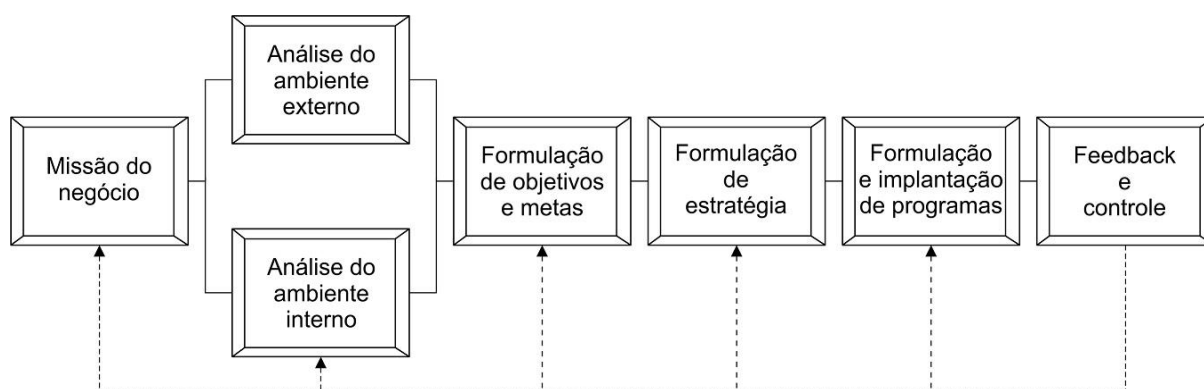 Missão do
negócio
Análise do
ambiente
externo
Análise do
ambiente
interno
Formulação
de objetivos
e metas
Formulação
de
estratégia
Formulação
e implantação
de programas
Feedback
e
controle